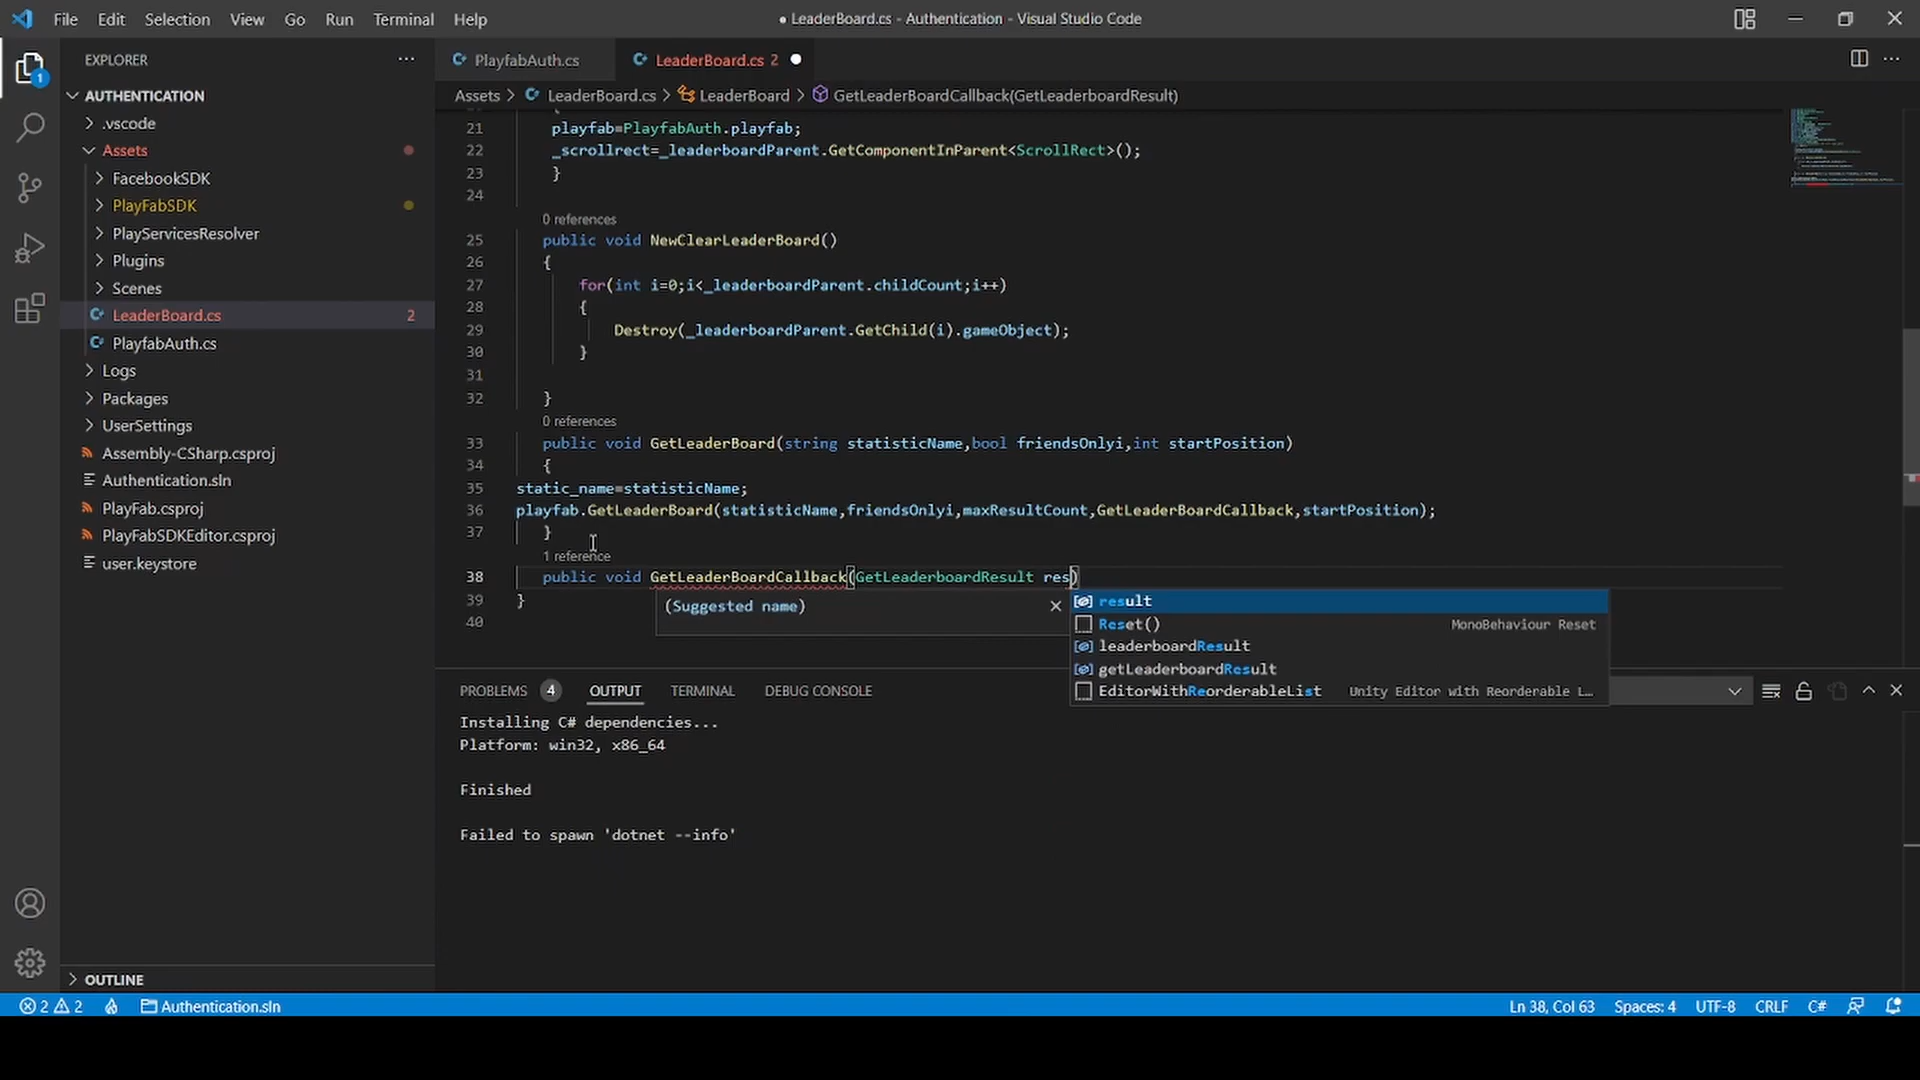 File Edit Selection View Go Run Terminal Help
● LeaderBoard.cs - Authentication - Visual Studio Code
EXPLORER ···
1
AUTHENTICATION
.vscode
Assets
FacebookSDK
PlayFabSDK
PlayServicesResolver
Plugins
Scenes
LeaderBoard.cs 2
PlayfabAuth.cs
Logs
Packages
UserSettings
Assembly-CSharp.csproj
Authentication.sln
PlayFab.csproj
PlayFabSDKEditor.csproj
user.keystore
OUTLINE
PlayfabAuth.cs LeaderBoard.cs 2 ●
Assets > LeaderBoard.cs > LeaderBoard > GetLeaderBoardCallback(GetLeaderboardResult)
21 playfab=PlayfabAuth.playfab;
22 _scrollrect=_leaderboardParent.GetComponentInParent<ScrollRect>();
23 }
24
0 references
25 public void NewClearLeaderBoard()
26 {
27 for(int i=0;i<_leaderboardParent.childCount;i++)
28 {
29 Destroy(_leaderboardParent.GetChild(i).gameObject);
30 }
31
32 }
0 references
33 public void GetLeaderBoard(string statisticName,bool friendsOnlyi,int startPosition)
34 {
35 static_name=statisticName;
36 playfab.GetLeaderBoard(statisticName,friendsOnlyi,maxResultCount,GetLeaderBoardCallback,startPosition);
37 }
1 reference
38 public void GetLeaderBoardCallback(GetLeaderboardResult res)
39 }
40
(Suggested name)
result
Reset() MonoBehaviour Reset
leaderboardResult
getLeaderboardResult
EditorWithReorderableList Unity Editor with Reorderable L…
PROBLEMS 4 OUTPUT TERMINAL DEBUG CONSOLE
Installing C# dependencies...
Platform: win32, x86_64
Finished
Failed to spawn 'dotnet --info'
2 2 Authentication.sln Ln 38, Col 63 Spaces: 4 UTF-8 CRLF C#